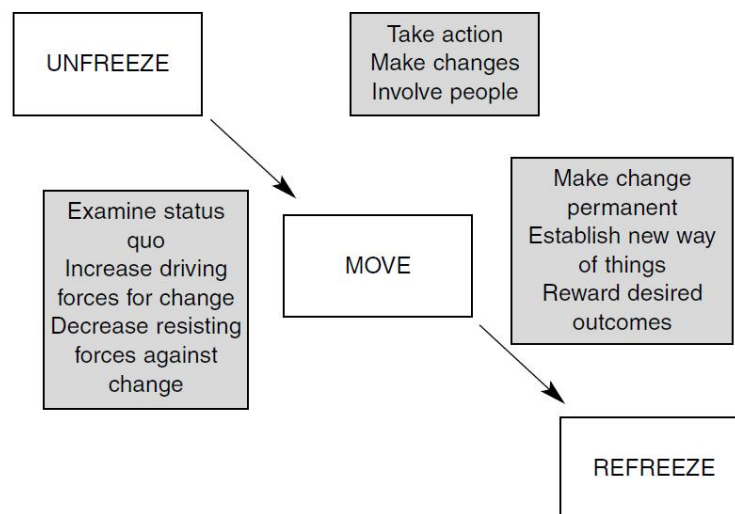 UNFREEZE
Take action
Make changes
Involve people
Examine status
quo
Increase driving
forces for change
Decrease resisting
forces against
change
MOVE
Make change
permanent
Establish new way
of things
Reward desired
outcomes
REFREEZE